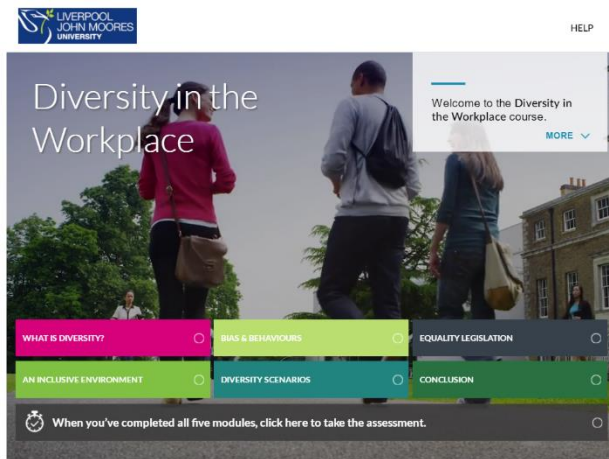 LIVERPOOL
JOHN MOORES
UNIVERSITY
HELP
Diversity in the
Workplace
Welcome to the Diversity in
the Workplace course.
MORE
WHAT IS DIVERSITY?
BIAS & BEHAVIOURS
EQUALITY LEGISLATION
AN INCLUSIVE ENVIRONMENT
DIVERSITY SCENARIOS
CONCLUSION
When you've completed all five modules, click here to take the assessment.